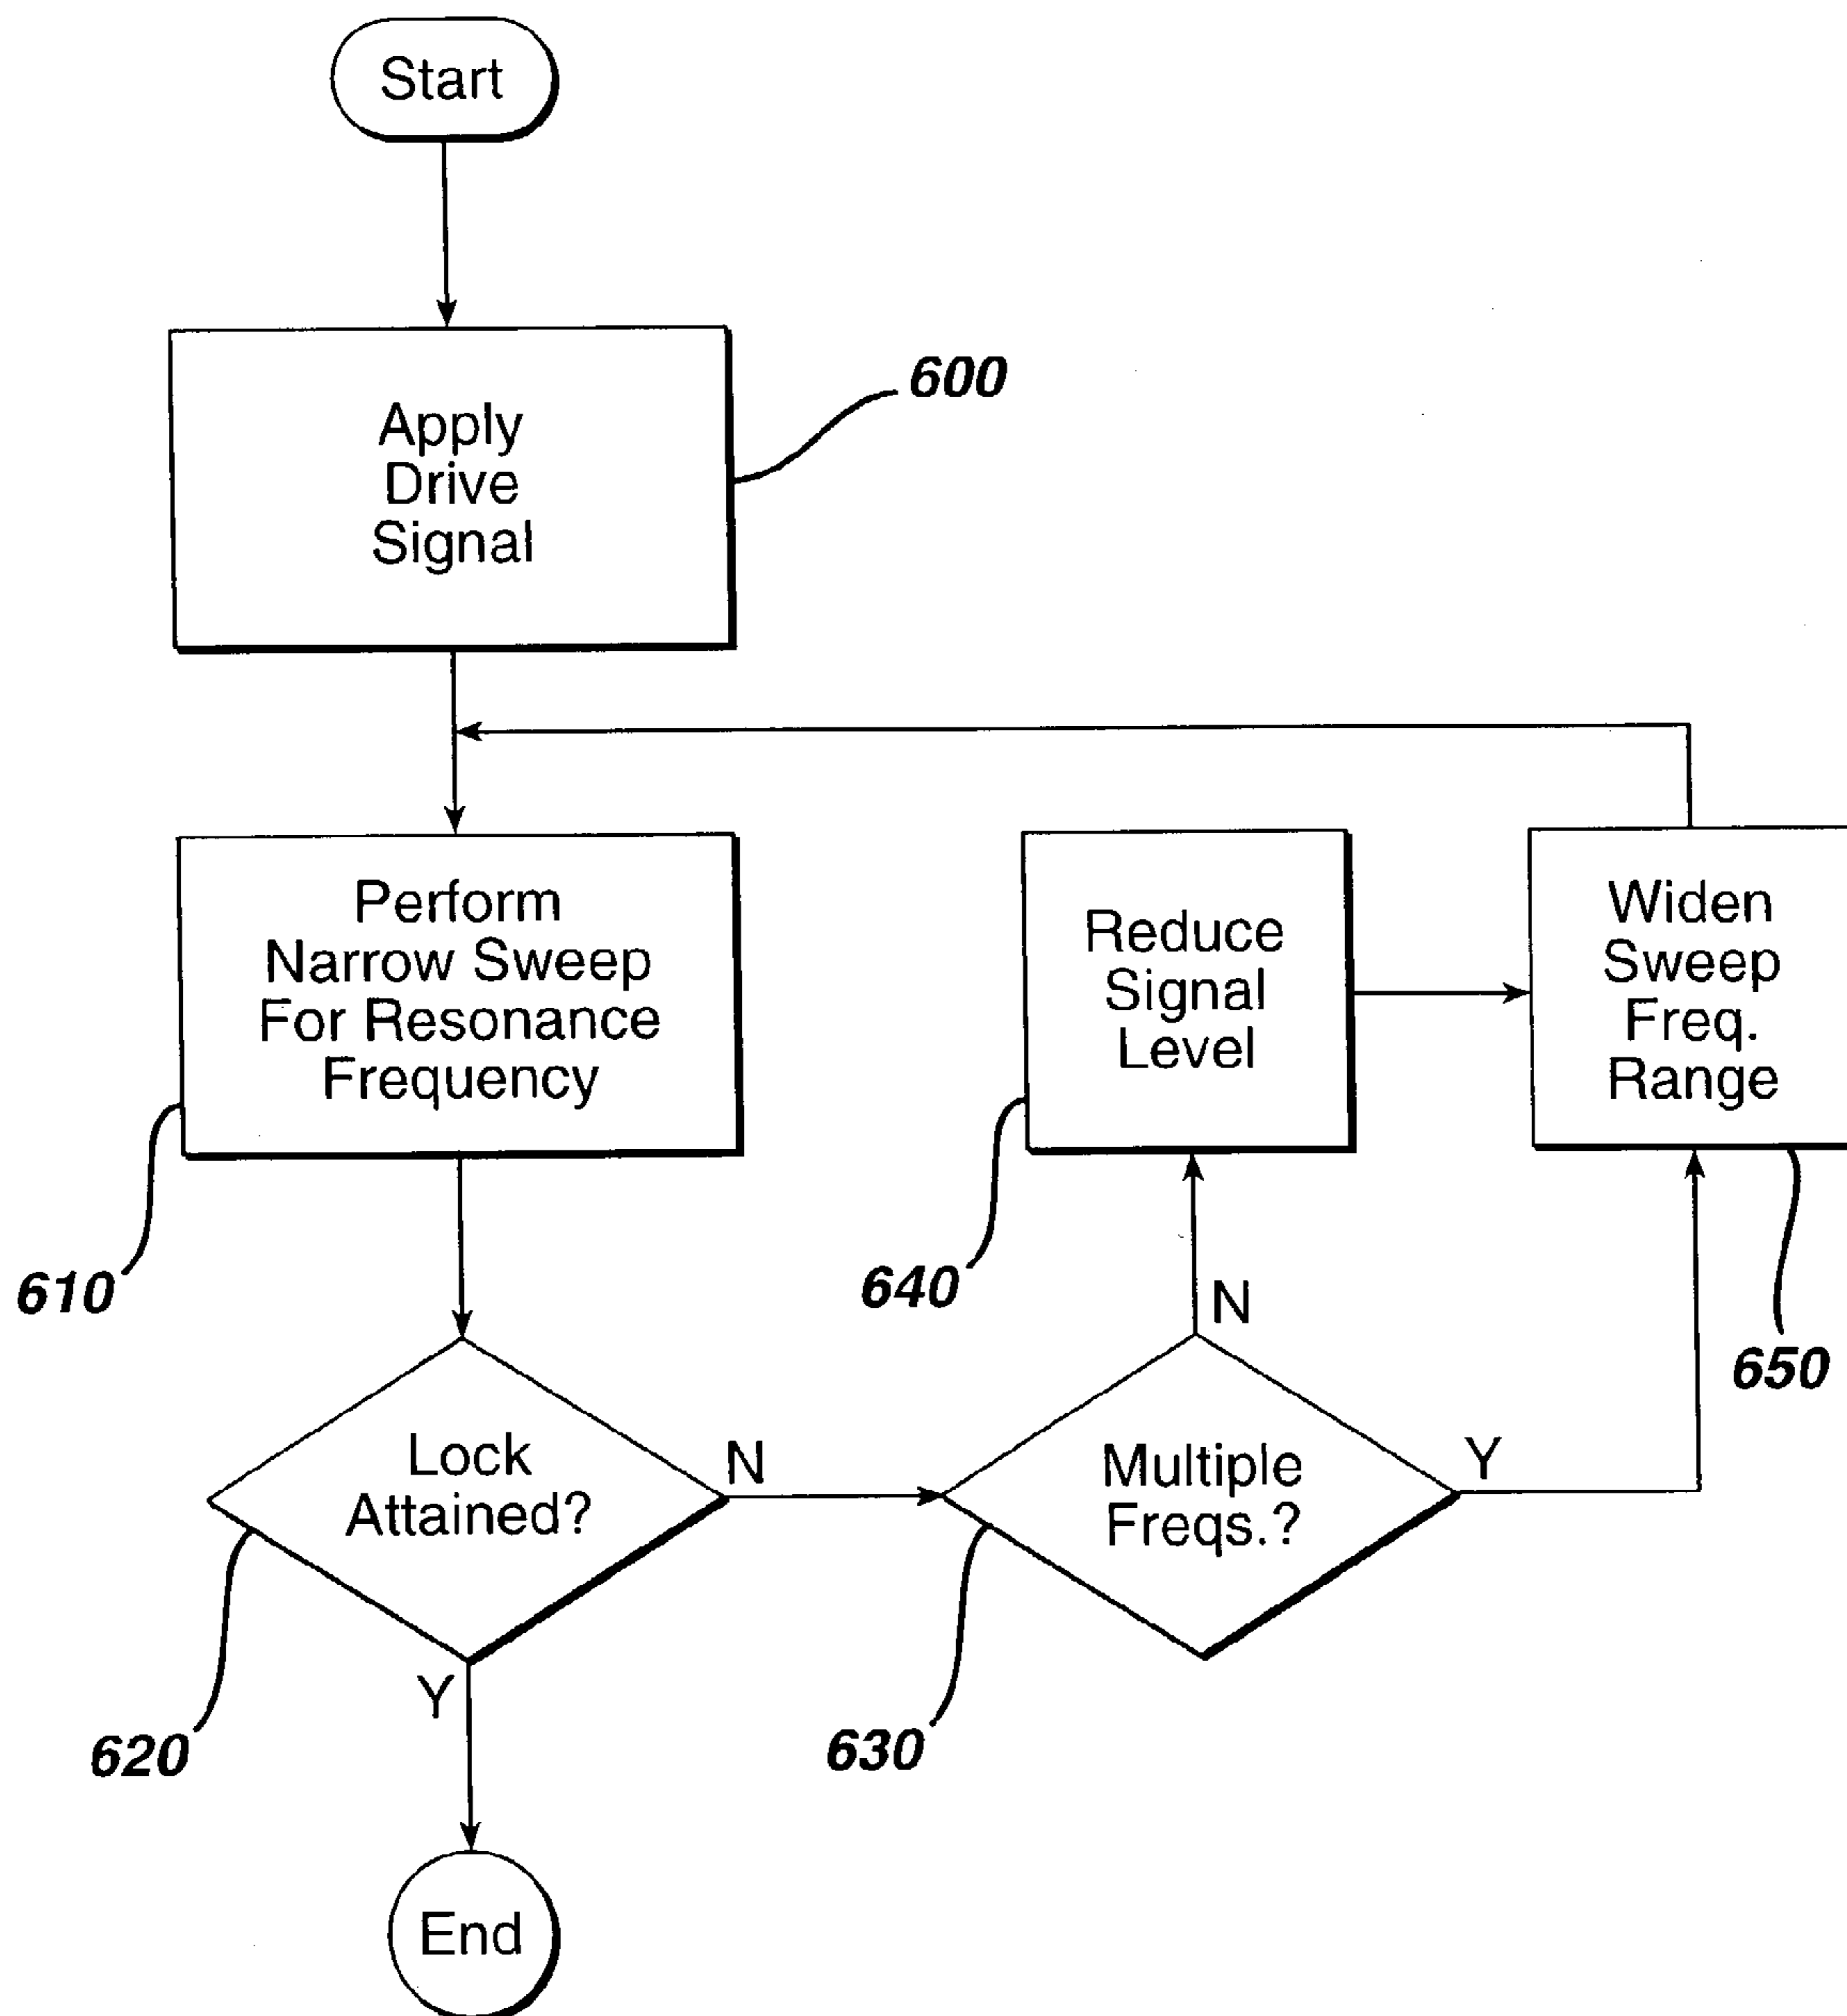 Start
Apply
Drive
Signal
600
Perform
Narrow Sweep
For Resonance
Frequency
610
Reduce
Signal
Level
640
Widen
Sweep
Freq.
Range
650
Lock
Attained?
N
Y
620
Multiple
Freqs.?
N
Y
630
End